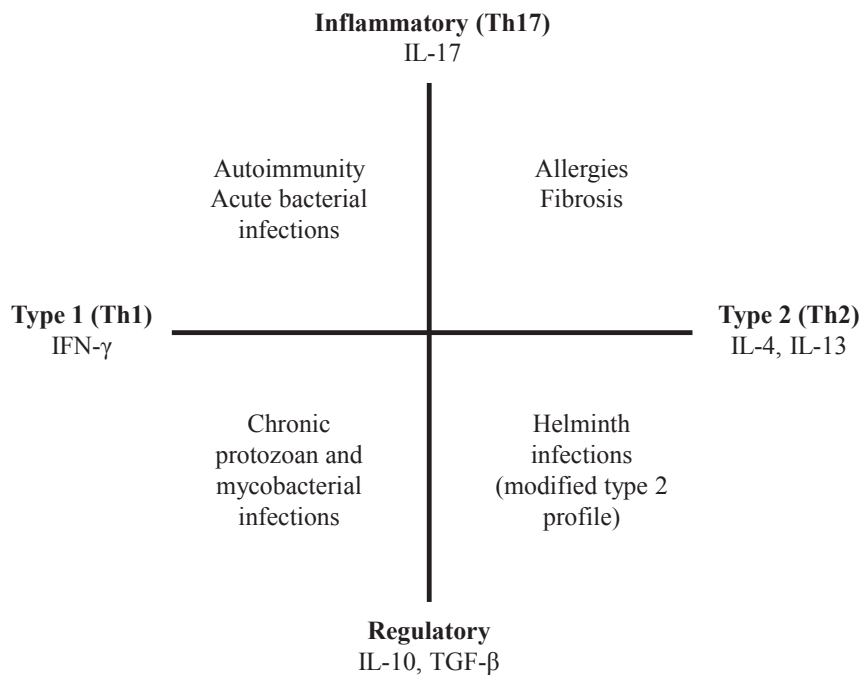 Inflammatory (Th17)
IL-17
Autoimmunity
Acute bacterial
infections
Allergies
Fibrosis
Type 1 (Th1)
IFN-γ
Type 2 (Th2)
IL-4, IL-13
Chronic
protozoan and
mycobacterial
infections
Helminth
infections
(modified type 2
profile)
Regulatory
IL-10, TGF-β